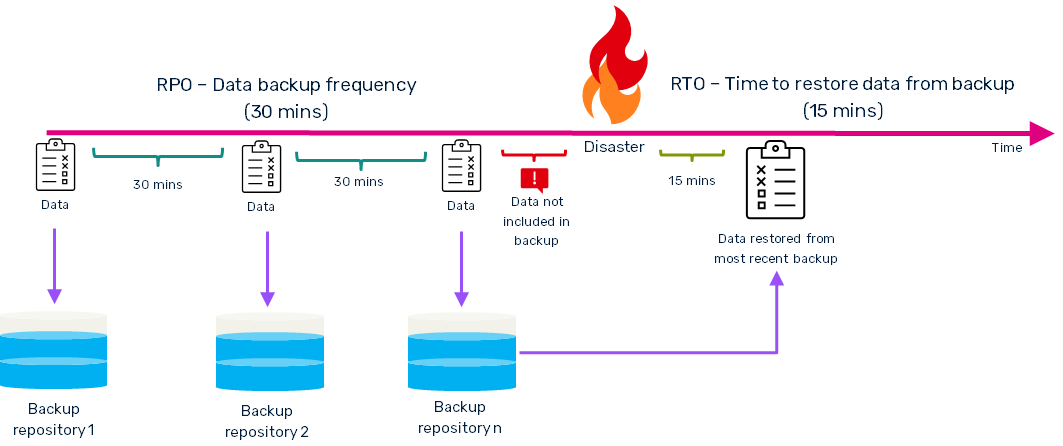 RPO – Data backup frequency
(30 mins)
RTO – Time to restore data from backup
(15 mins)
Disaster
Time
30 mins
30 mins
15 mins
Data
Data
Data
!
Data not
included in
backup
Data restored from
most recent backup
Backup
repository 1
Backup
repository 2
Backup
repository n